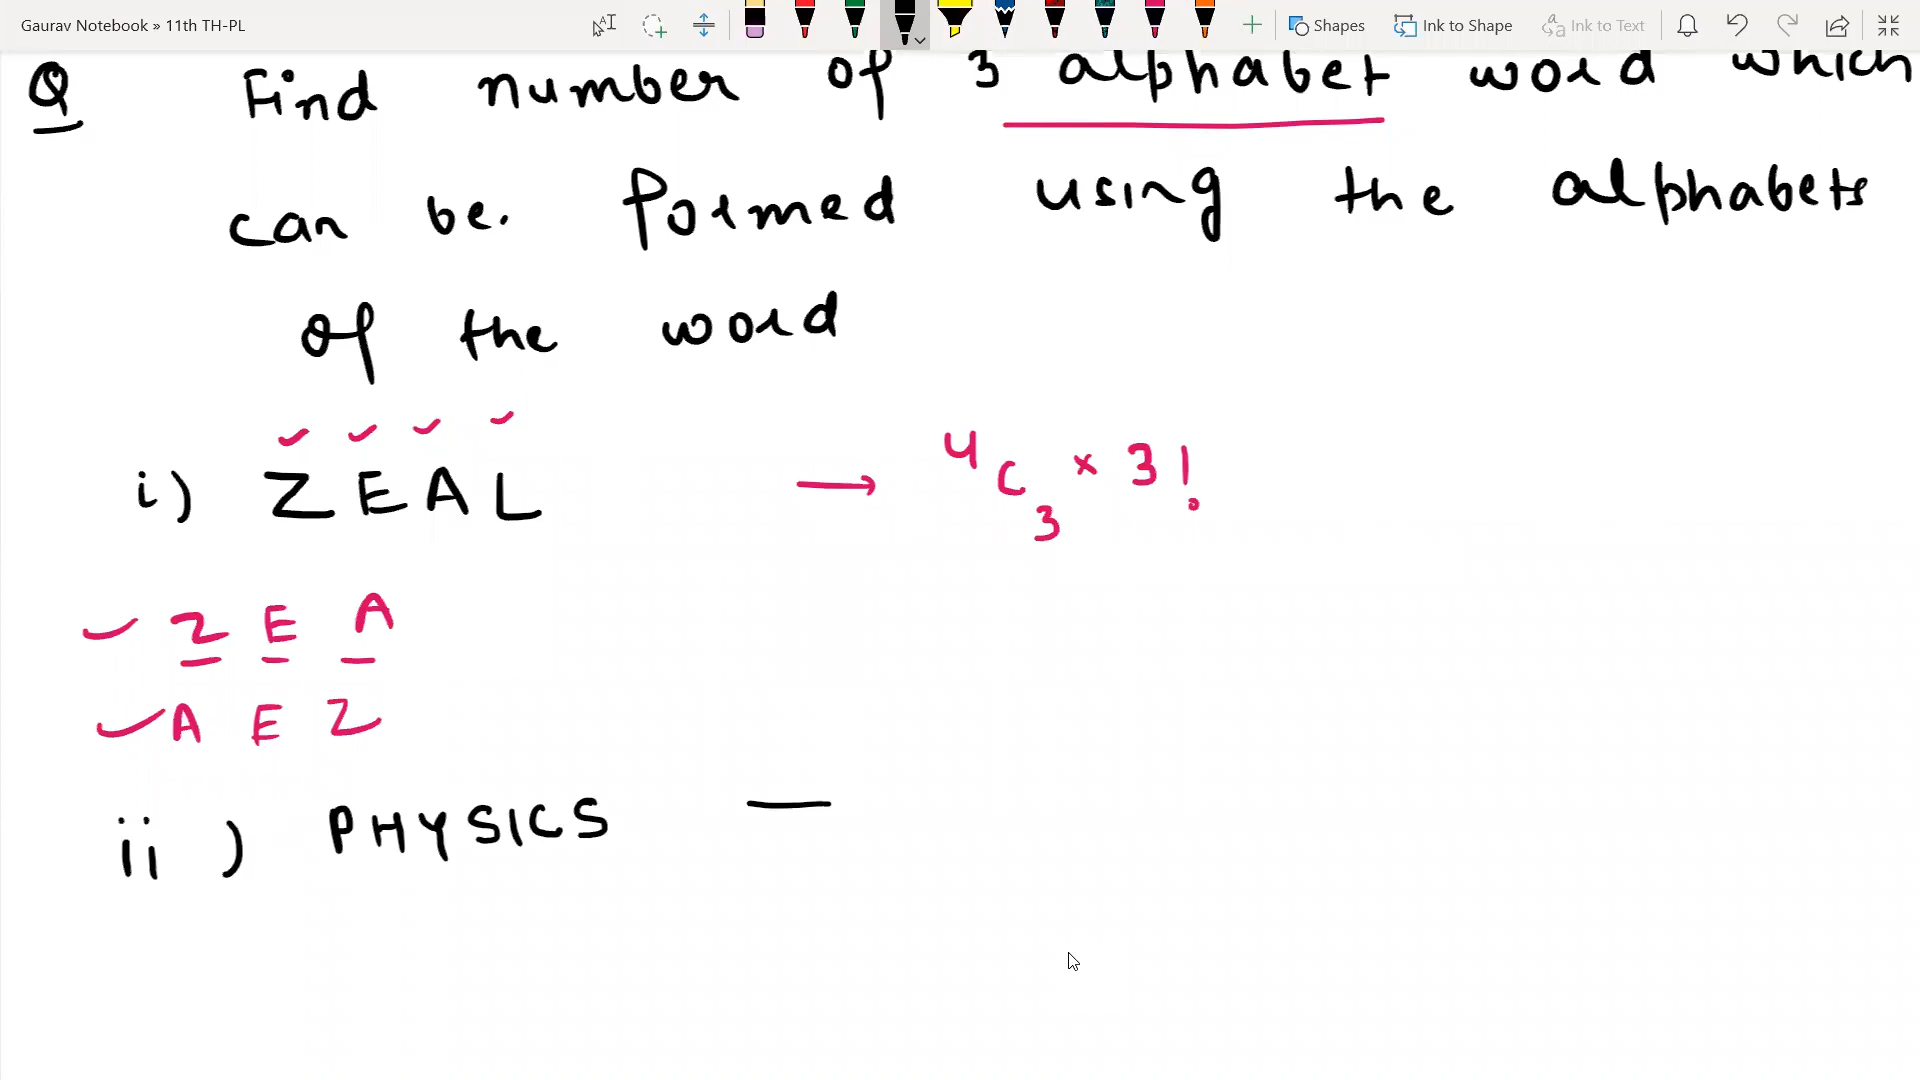 Gaurav Notebook » 11th TH-PL
Shapes Ink to Shape Ink to Text
Q Find number of 3 alphabet word which
can be. formed using the alphabets
of the word
i) ZEAL → ⁴C₃ × 3!
Z E A
A E Z
ii) PHYSICS —